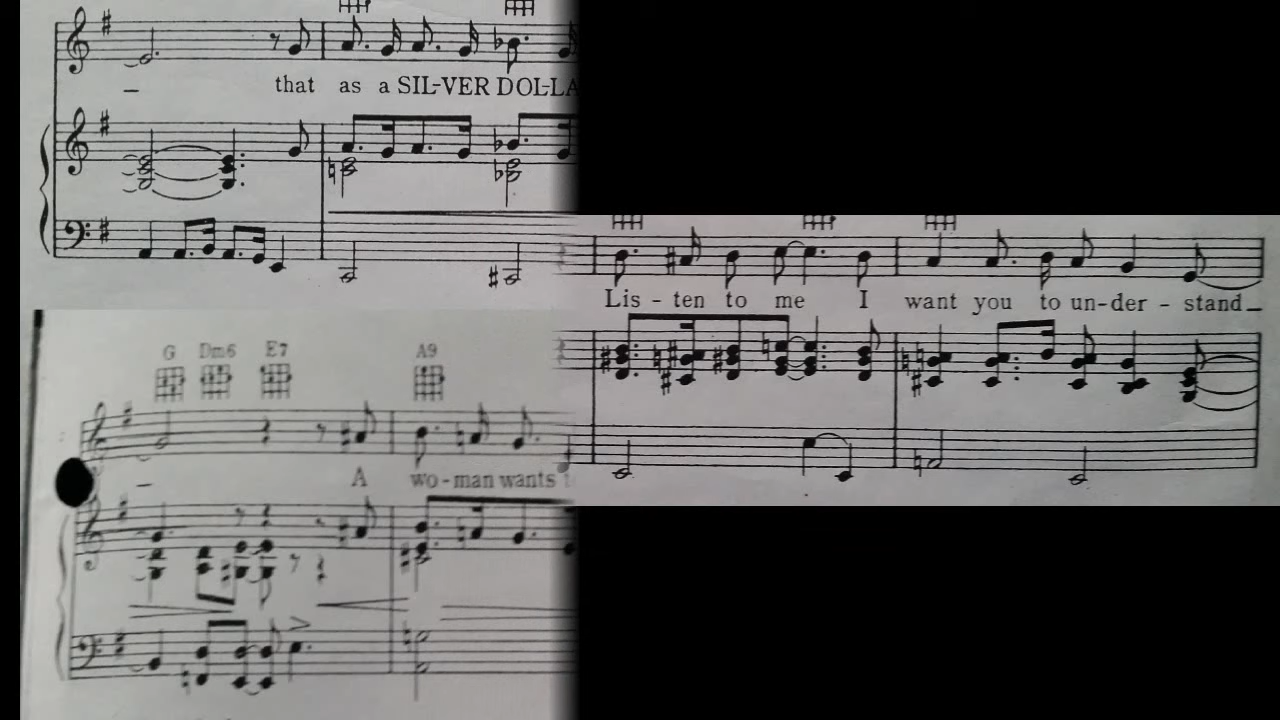 that as a SIL-VER DOL-LA
Lis - ten to me I want you to un-der - stand
G Dm6 E7 A9
A wo-man wants